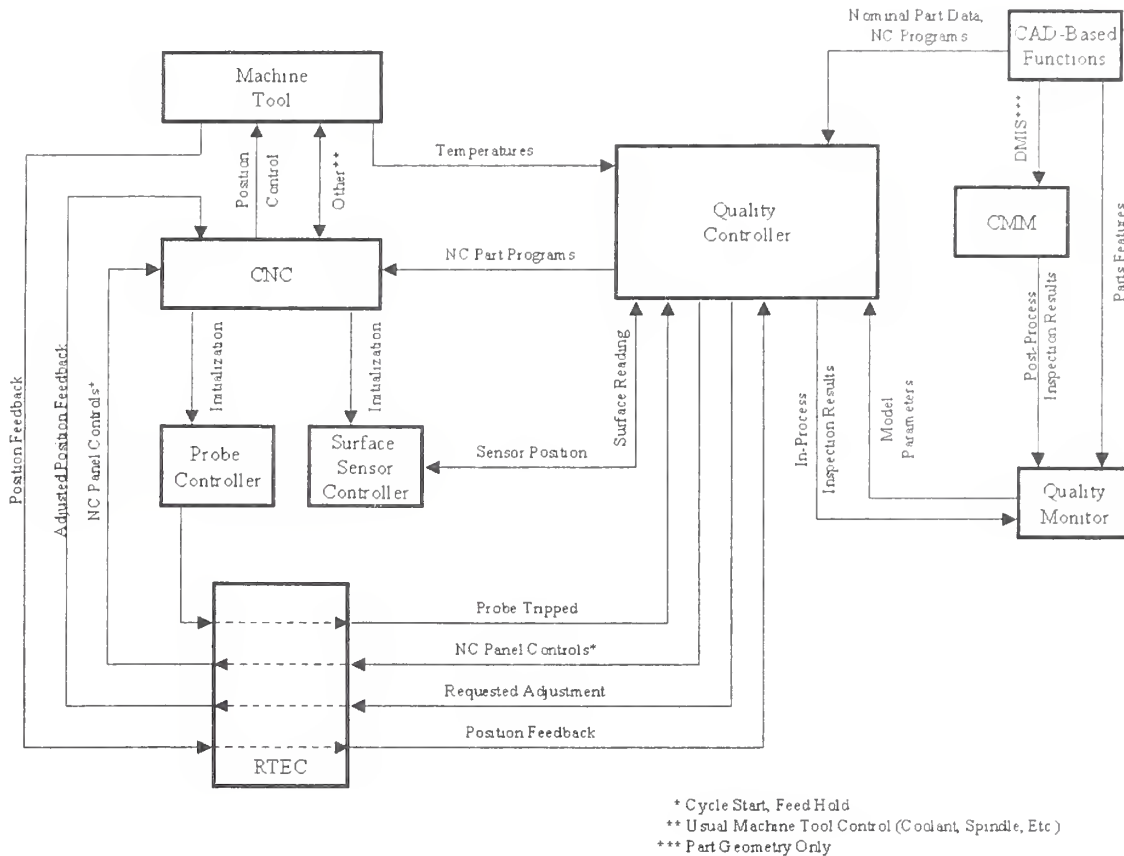 Nominal Part Data,
NC Programs
CAD-Based
Functions
Machine
Tool
DMIS***
Temperatures
Position
Control
Other**
Quality
Controller
CMM
CNC
NC Part Programs
Parts Features
Post-Process
Inspection Results
Position Feedback
Adjusted Position Feedback
NC Panel Controls*
Initialization
Initialization
Surface Reading
In-Process
Inspection Results
Model
Parameters
Probe
Controller
Surface
Sensor
Controller
Sensor Position
Quality
Monitor
Probe Tripped
NC Panel Controls*
Requested Adjustment
Position Feedback
RTEC
* Cycle Start, Feed Hold
** Usual Machine Tool Control (Coolant, Spindle, Etc )
*** Part Geometry Only